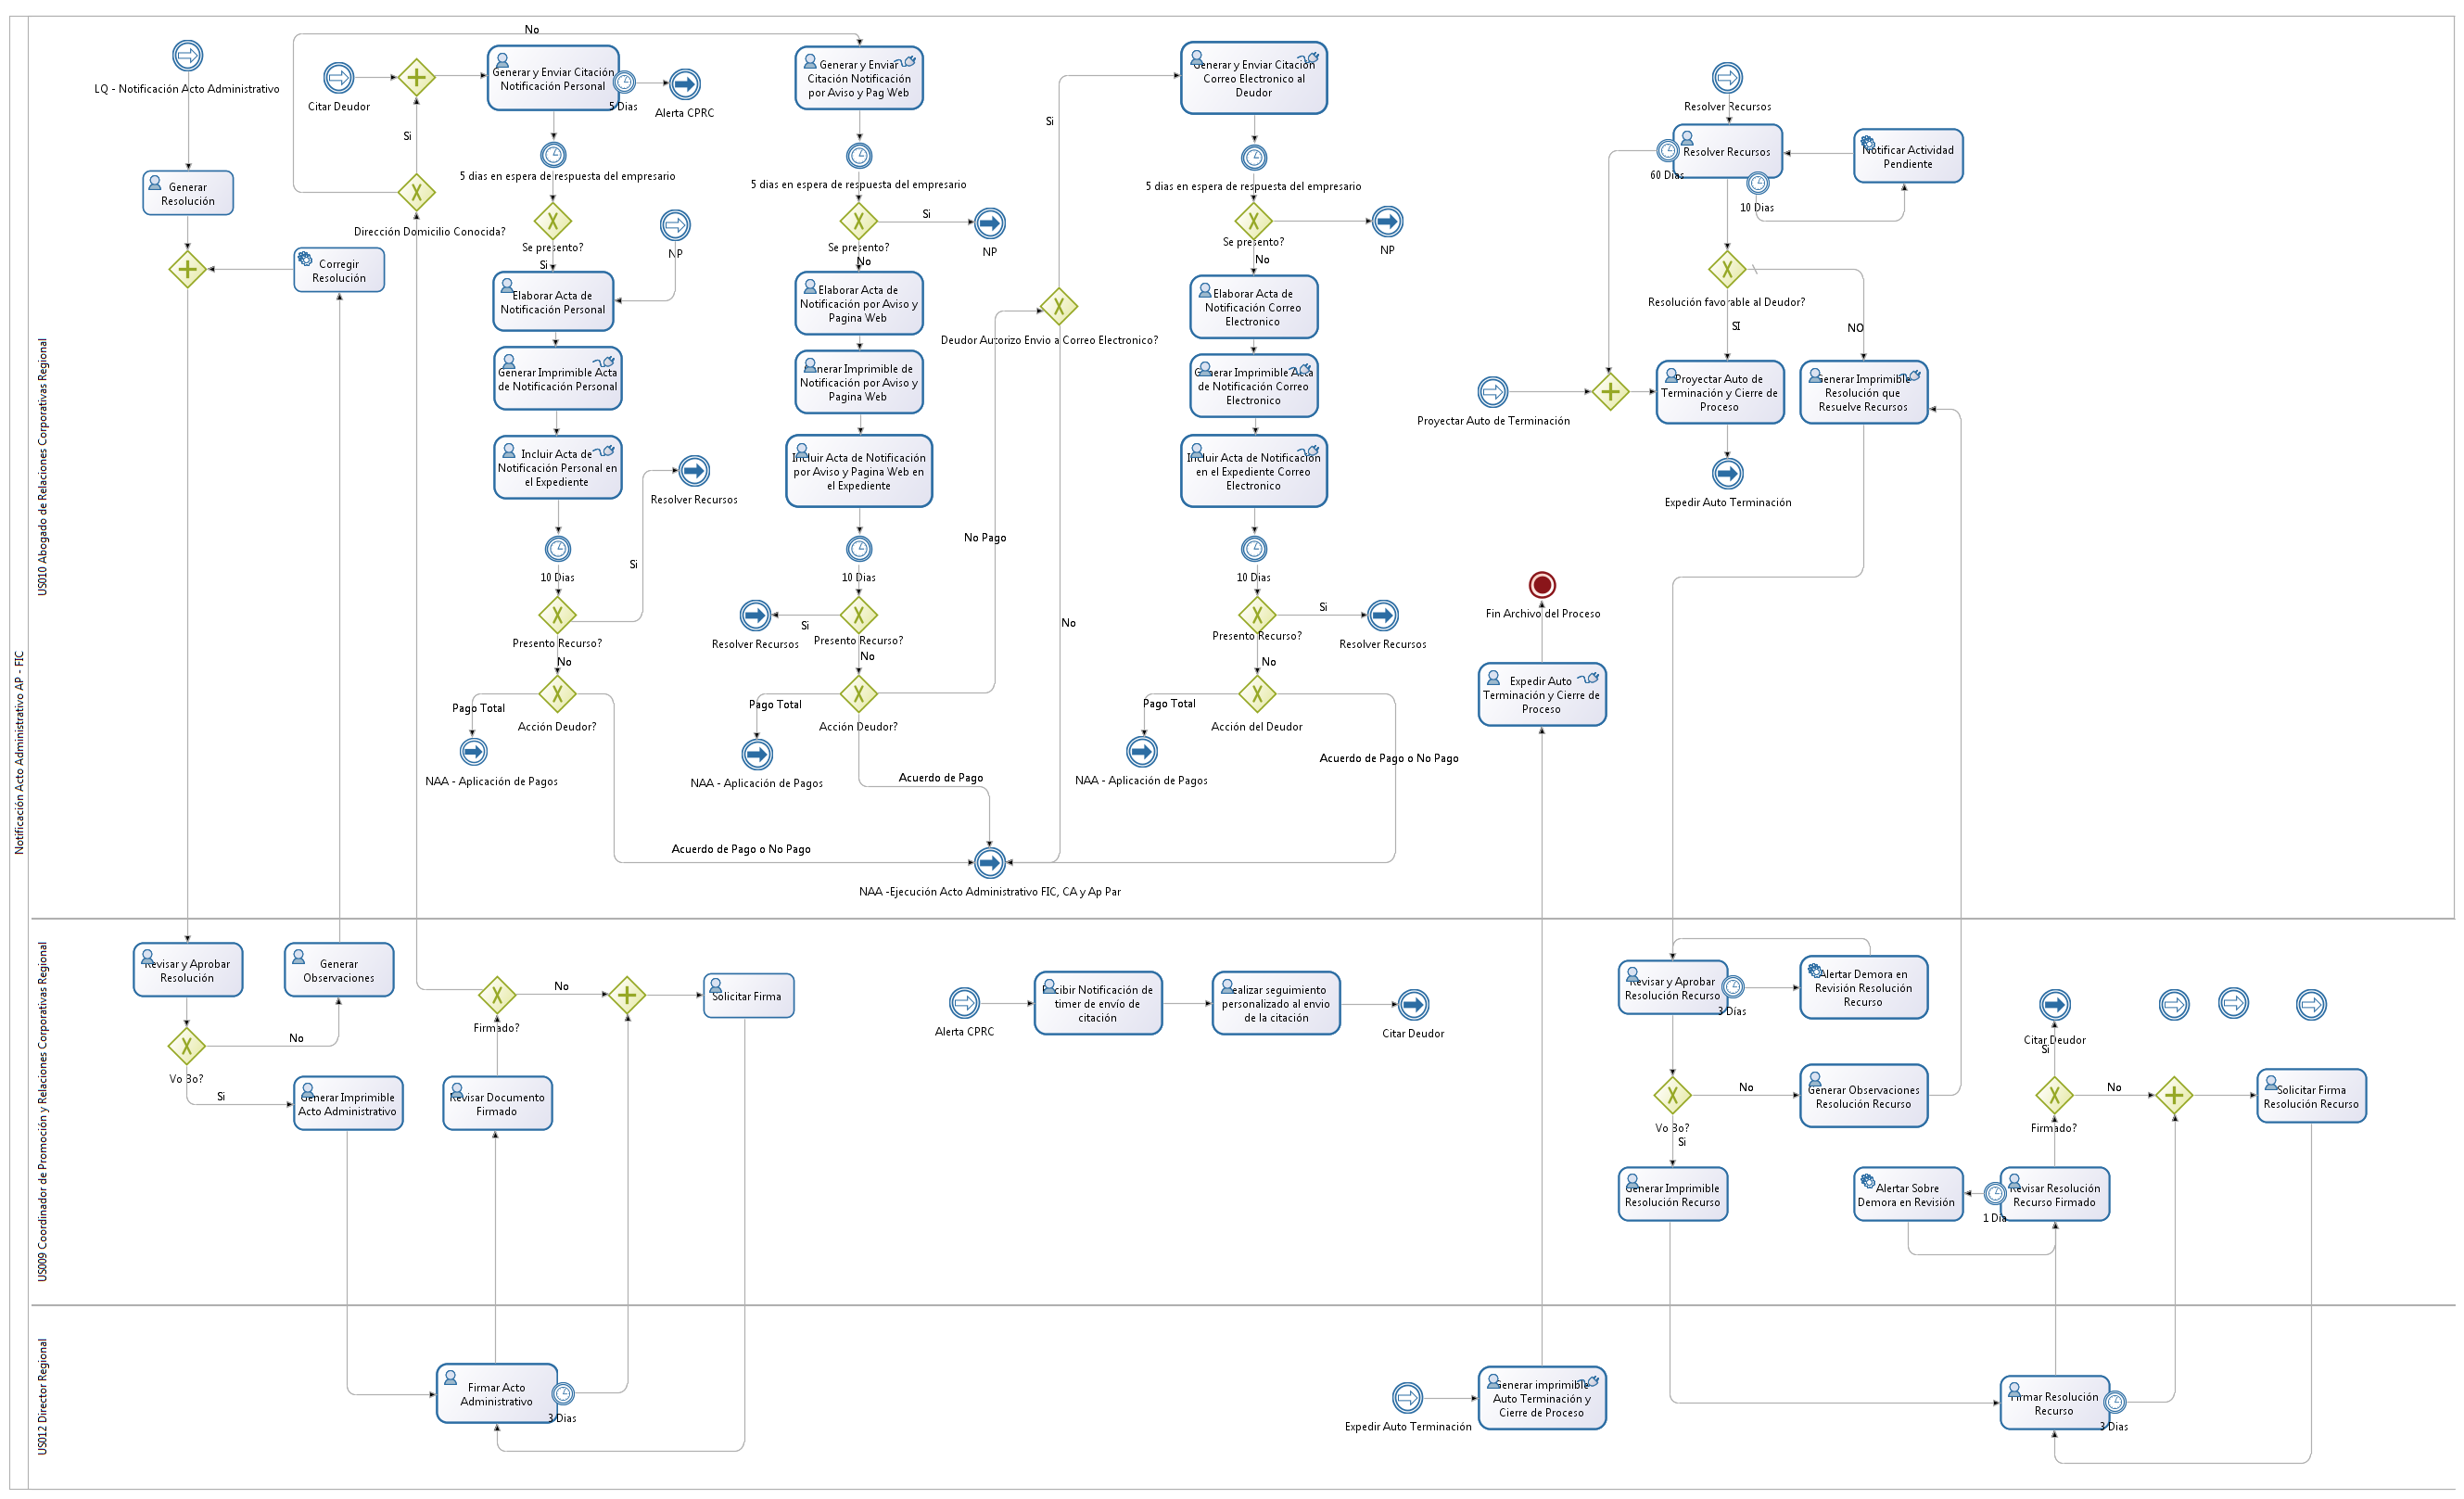 Notificación Acto Administrativo AP - FIC
US010 Abogado de Relaciones Corporativas Regional
LQ - Notificación Acto Administrativo
Generar
Resolución
Corregir
Resolución
No
Citar Deudor
Si
Dirección Domicilio Conocida?
Generar y Enviar Citación
Notificación Personal
5 Dias
Alerta CPRC
5 dias en espera de respuesta del empresario
Se presento?
Si
NP
Elaborar Acta de
Notificación Personal
Generar Imprimible Acta
de Notificación Personal
Incluir Acta de
Notificación Personal en
el Expediente
10 Dias
Si
Resolver Recursos
Presento Recurso?
No
Pago Total
Acción Deudor?
NAA - Aplicación de Pagos
Acuerdo de Pago o No Pago
Generar y Enviar
Citación Notificación
por Aviso y Pag Web
5 dias en espera de respuesta del empresario
Si
Se presento?
NP
No
Elaborar Acta de
Notificación por Aviso y
Pagina Web
nerar Imprimible de
Notificación por Aviso y
Pagina Web
Incluir Acta de Notificación
por Aviso y Pagina Web en
el Expediente
10 Dias
Si
Resolver Recursos
Presento Recurso?
No
Pago Total
Acción Deudor?
NAA - Aplicación de Pagos
Acuerdo de Pago
No Pago
NAA -Ejecución Acto Administrativo FIC, CA y Ap Par
Si
Deudor Autorizo Envio a Correo Electronico?
No
Generar y Enviar Citación
Correo Electronico al
Deudor
5 dias en espera de respuesta del empresario
Se presento?
NP
No
Elaborar Acta de
Notificación Correo
Electronico
Generar Imprimible Acta
de Notificación Correo
Electronico
Incluir Acta de Notificación
en el Expediente Correo
Electronico
10 Dias
Si
Presento Recurso?
Resolver Recursos
No
Pago Total
Acción del Deudor
NAA - Aplicación de Pagos
Acuerdo de Pago o No Pago
Resolver Recursos
Resolver Recursos
60 Dias
10 Dias
Notificar Actividad
Pendiente
Resolución favorable al Deudor?
SI
NO
Proyectar Auto de Terminación
Proyectar Auto de
Terminación y Cierre de
Proceso
Generar Imprimible
Resolución que
Resuelve Recursos
Expedir Auto Terminación
Fin Archivo del Proceso
Expedir Auto
Terminación y Cierre de
Proceso
US009 Coordinador de Promoción y Relaciones Corporativas Regional
Revisar y Aprobar
Resolución
Generar
Observaciones
No
Vo Bo?
Si
Generar Imprimible
Acto Administrativo
Revisar Documento
Firmado
Firmado?
No
Solicitar Firma
Alerta CPRC
Recibir Notificación de
timer de envío de
citación
Realizar seguimiento
personalizado al envio
de la citación
Citar Deudor
Revisar y Aprobar
Resolución Recurso
3 Dias
Alertar Demora en
Revisión Resolución
Recurso
Vo Bo?
No
Si
Generar Observaciones
Resolución Recurso
Generar Imprimible
Resolución Recurso
Alertar Sobre
Demora en Revisión
1 Dia
Revisar Resolución
Recurso Firmado
Citar Deudor
Si
Firmado?
No
Solicitar Firma
Resolución Recurso
US012 Director Regional
Firmar Acto
Administrativo
3 Dias
Expedir Auto Terminación
Generar imprimible
Auto Terminación y
Cierre de Proceso
Firmar Resolución
Recurso
3 Dias